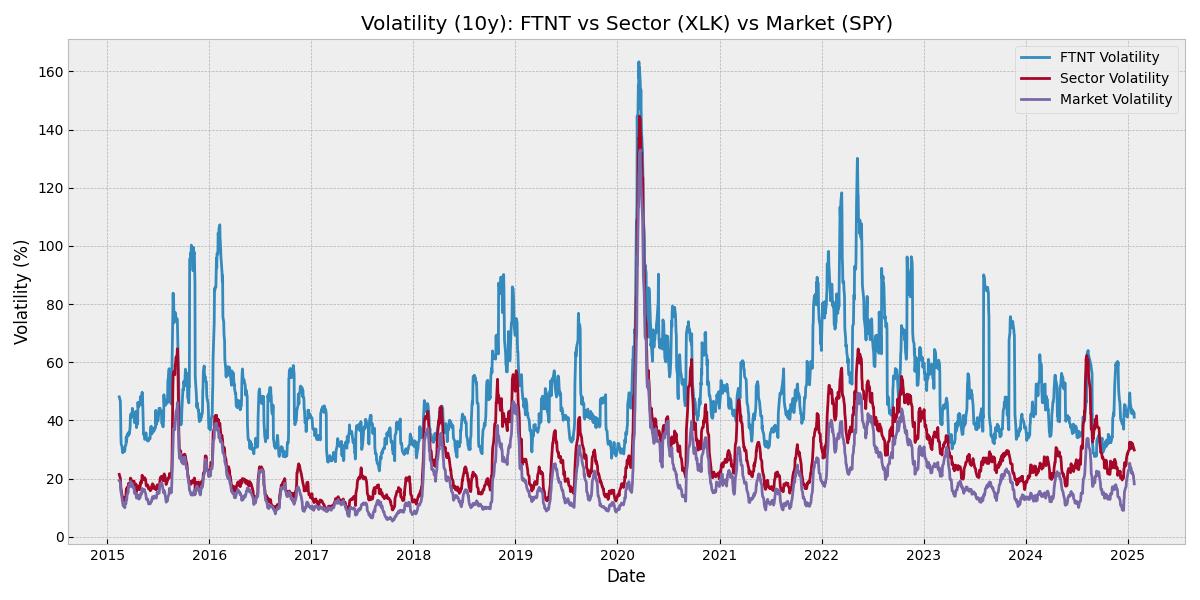 Volatility (10y): FTNT vs Sector (XLK) vs Market (SPY)
FTNT Volatility
Sector Volatility
Market Volatility
Volatility (%)
160
140
120
100
80
60
40
20
0
2015 2016 2017 2018 2019 2020 2021 2022 2023 2024 2025
Date